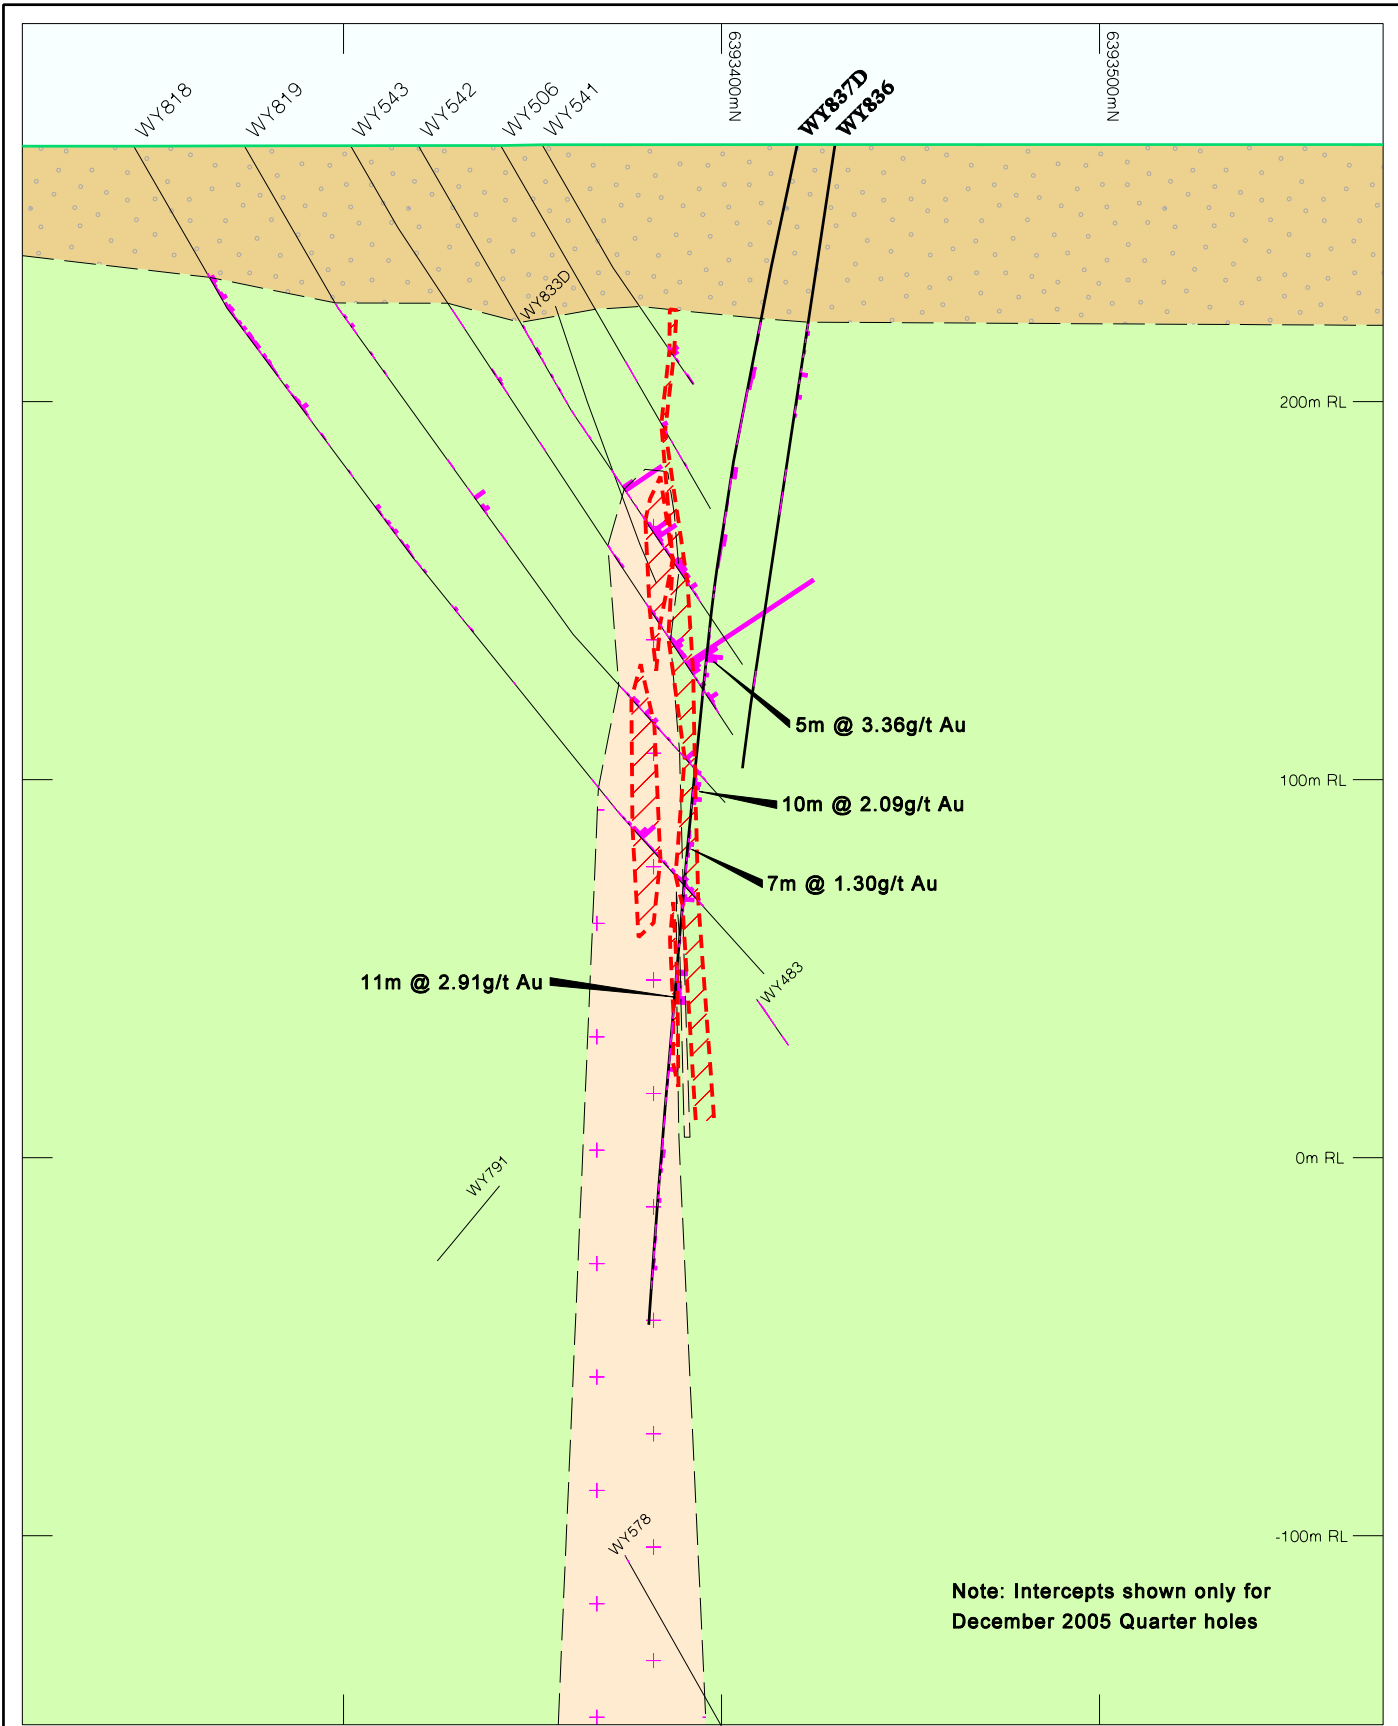 6393400mN
6393500mN
WY818
WY819
WY543
WY542
WY506
WY541
WY837D
WY836
WY833D
200m RL
5m @ 3.36g/t Au
100m RL
10m @ 2.09g/t Au
7m @ 1.30g/t Au
11m @ 2.91g/t Au
WY483
0m RL
WY791
-100m RL
WY578
Note: Intercepts shown only for
December 2005 Quarter holes